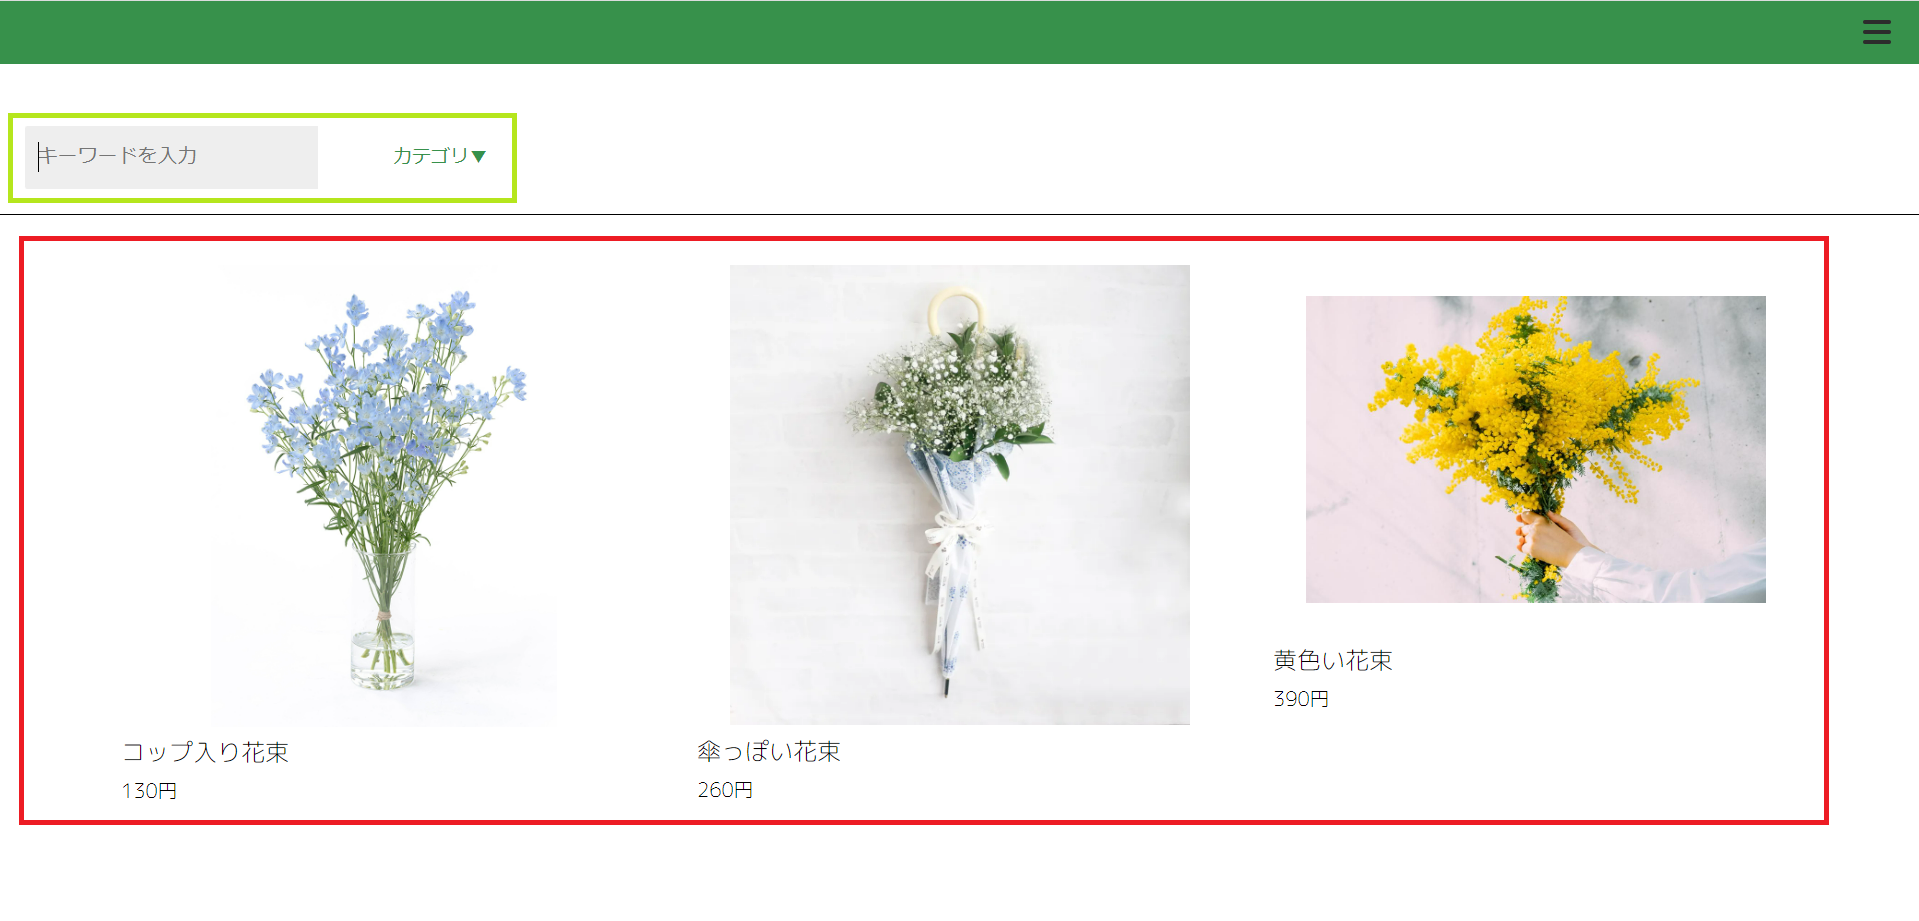 キーワードを入力
カテゴリ▼
コップ入り花束
130円
傘っぽい花束
260円
黄色い花束
390円